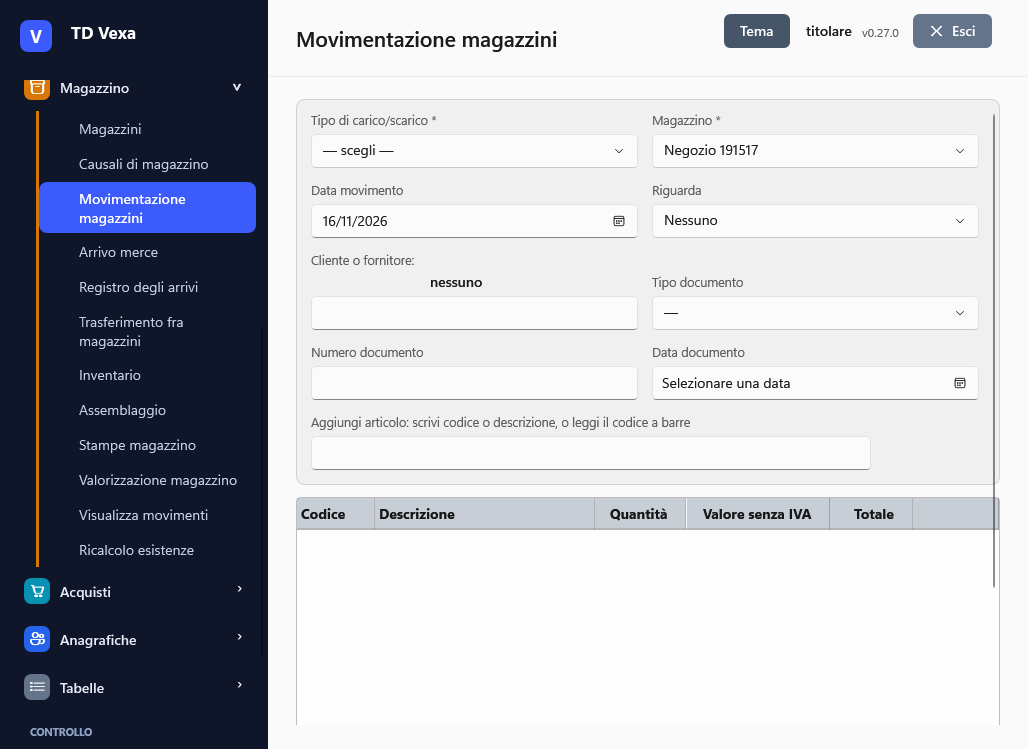 V
TD Vexa
Magazzino
Magazzini
Causali di magazzino
Movimentazione
magazzini
Arrivo merce
Registro degli arrivi
Trasferimento fra
magazzini
Inventario
Assemblaggio
Stampe magazzino
Valorizzazione magazzino
Visualizza movimenti
Ricalcolo esistenze
Acquisti
Anagrafiche
Tabelle
CONTROLLO
Movimentazione magazzini
Tema
titolare v0.27.0
Esci
Tipo di carico/scarico * Magazzino *
— scegli — Negozio 191517
Data movimento Riguarda
16/11/2026 Nessuno
Cliente o fornitore:
nessuno Tipo documento
—
Numero documento Data documento
Selezionare una data
Aggiungi articolo: scrivi codice o descrizione, o leggi il codice a barre
Codice Descrizione Quantità Valore senza IVA Totale